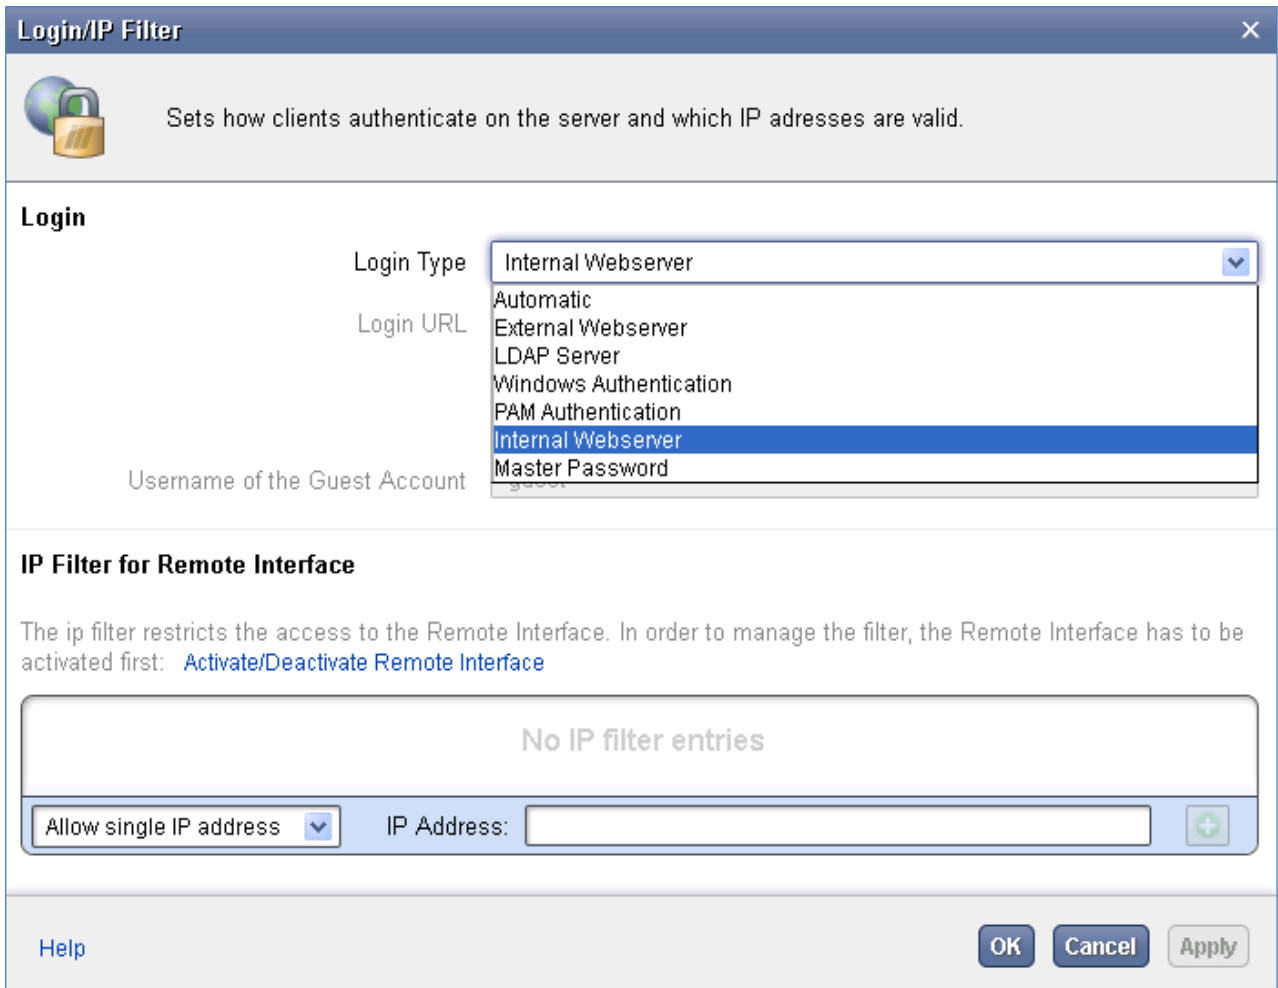 Login/IP Filter
Sets how clients authenticate on the server and which IP adresses are valid.
Login
Login Type
Internal Webserver
Automatic
Login URL
External Webserver
LDAP Server
Windows Authentication
PAM Authentication
Internal Webserver
Master Password
Username of the Guest Account
guest
IP Filter for Remote Interface
The ip filter restricts the access to the Remote Interface. In order to manage the filter, the Remote Interface has to be
activated first: Activate/Deactivate Remote Interface
No IP filter entries
Allow single IP address
IP Address:
Help
OK
Cancel
Apply